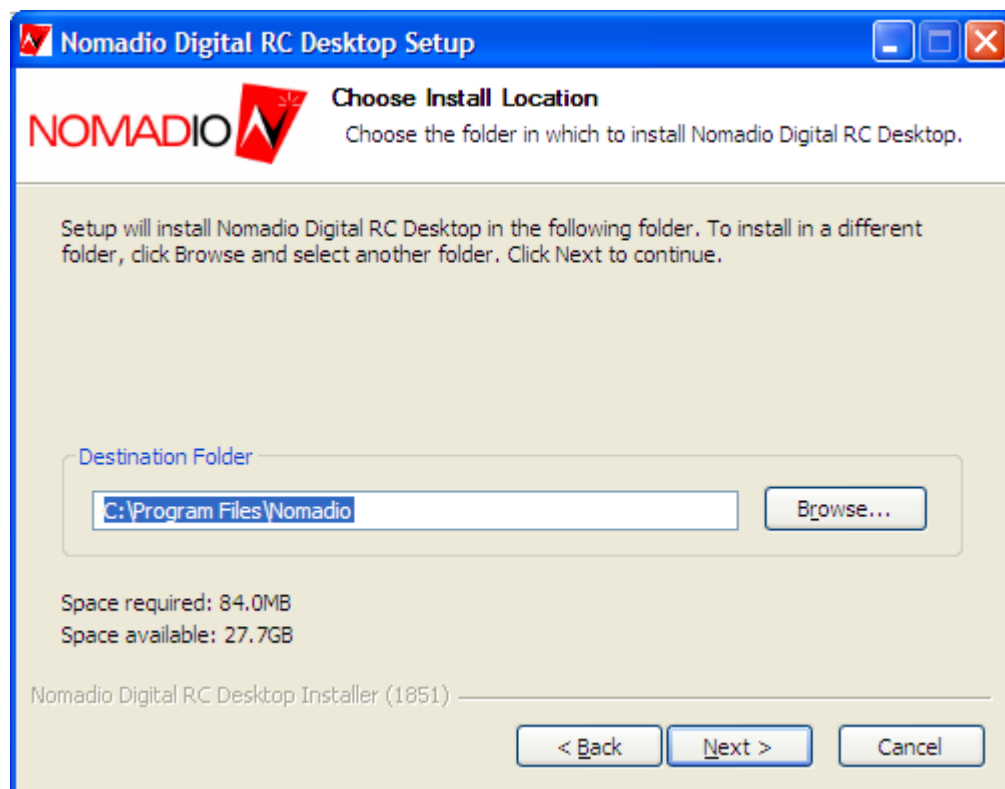 Nomadio Digital RC Desktop Setup
NOMADIO
Choose Install Location
Choose the folder in which to install Nomadio Digital RC Desktop.
Setup will install Nomadio Digital RC Desktop in the following folder. To install in a different
folder, click Browse and select another folder. Click Next to continue.
Destination Folder
C:\Program Files\Nomadio
Browse...
Space required: 84.0MB
Space available: 27.7GB
Nomadio Digital RC Desktop Installer (1851)
< Back
Next >
Cancel